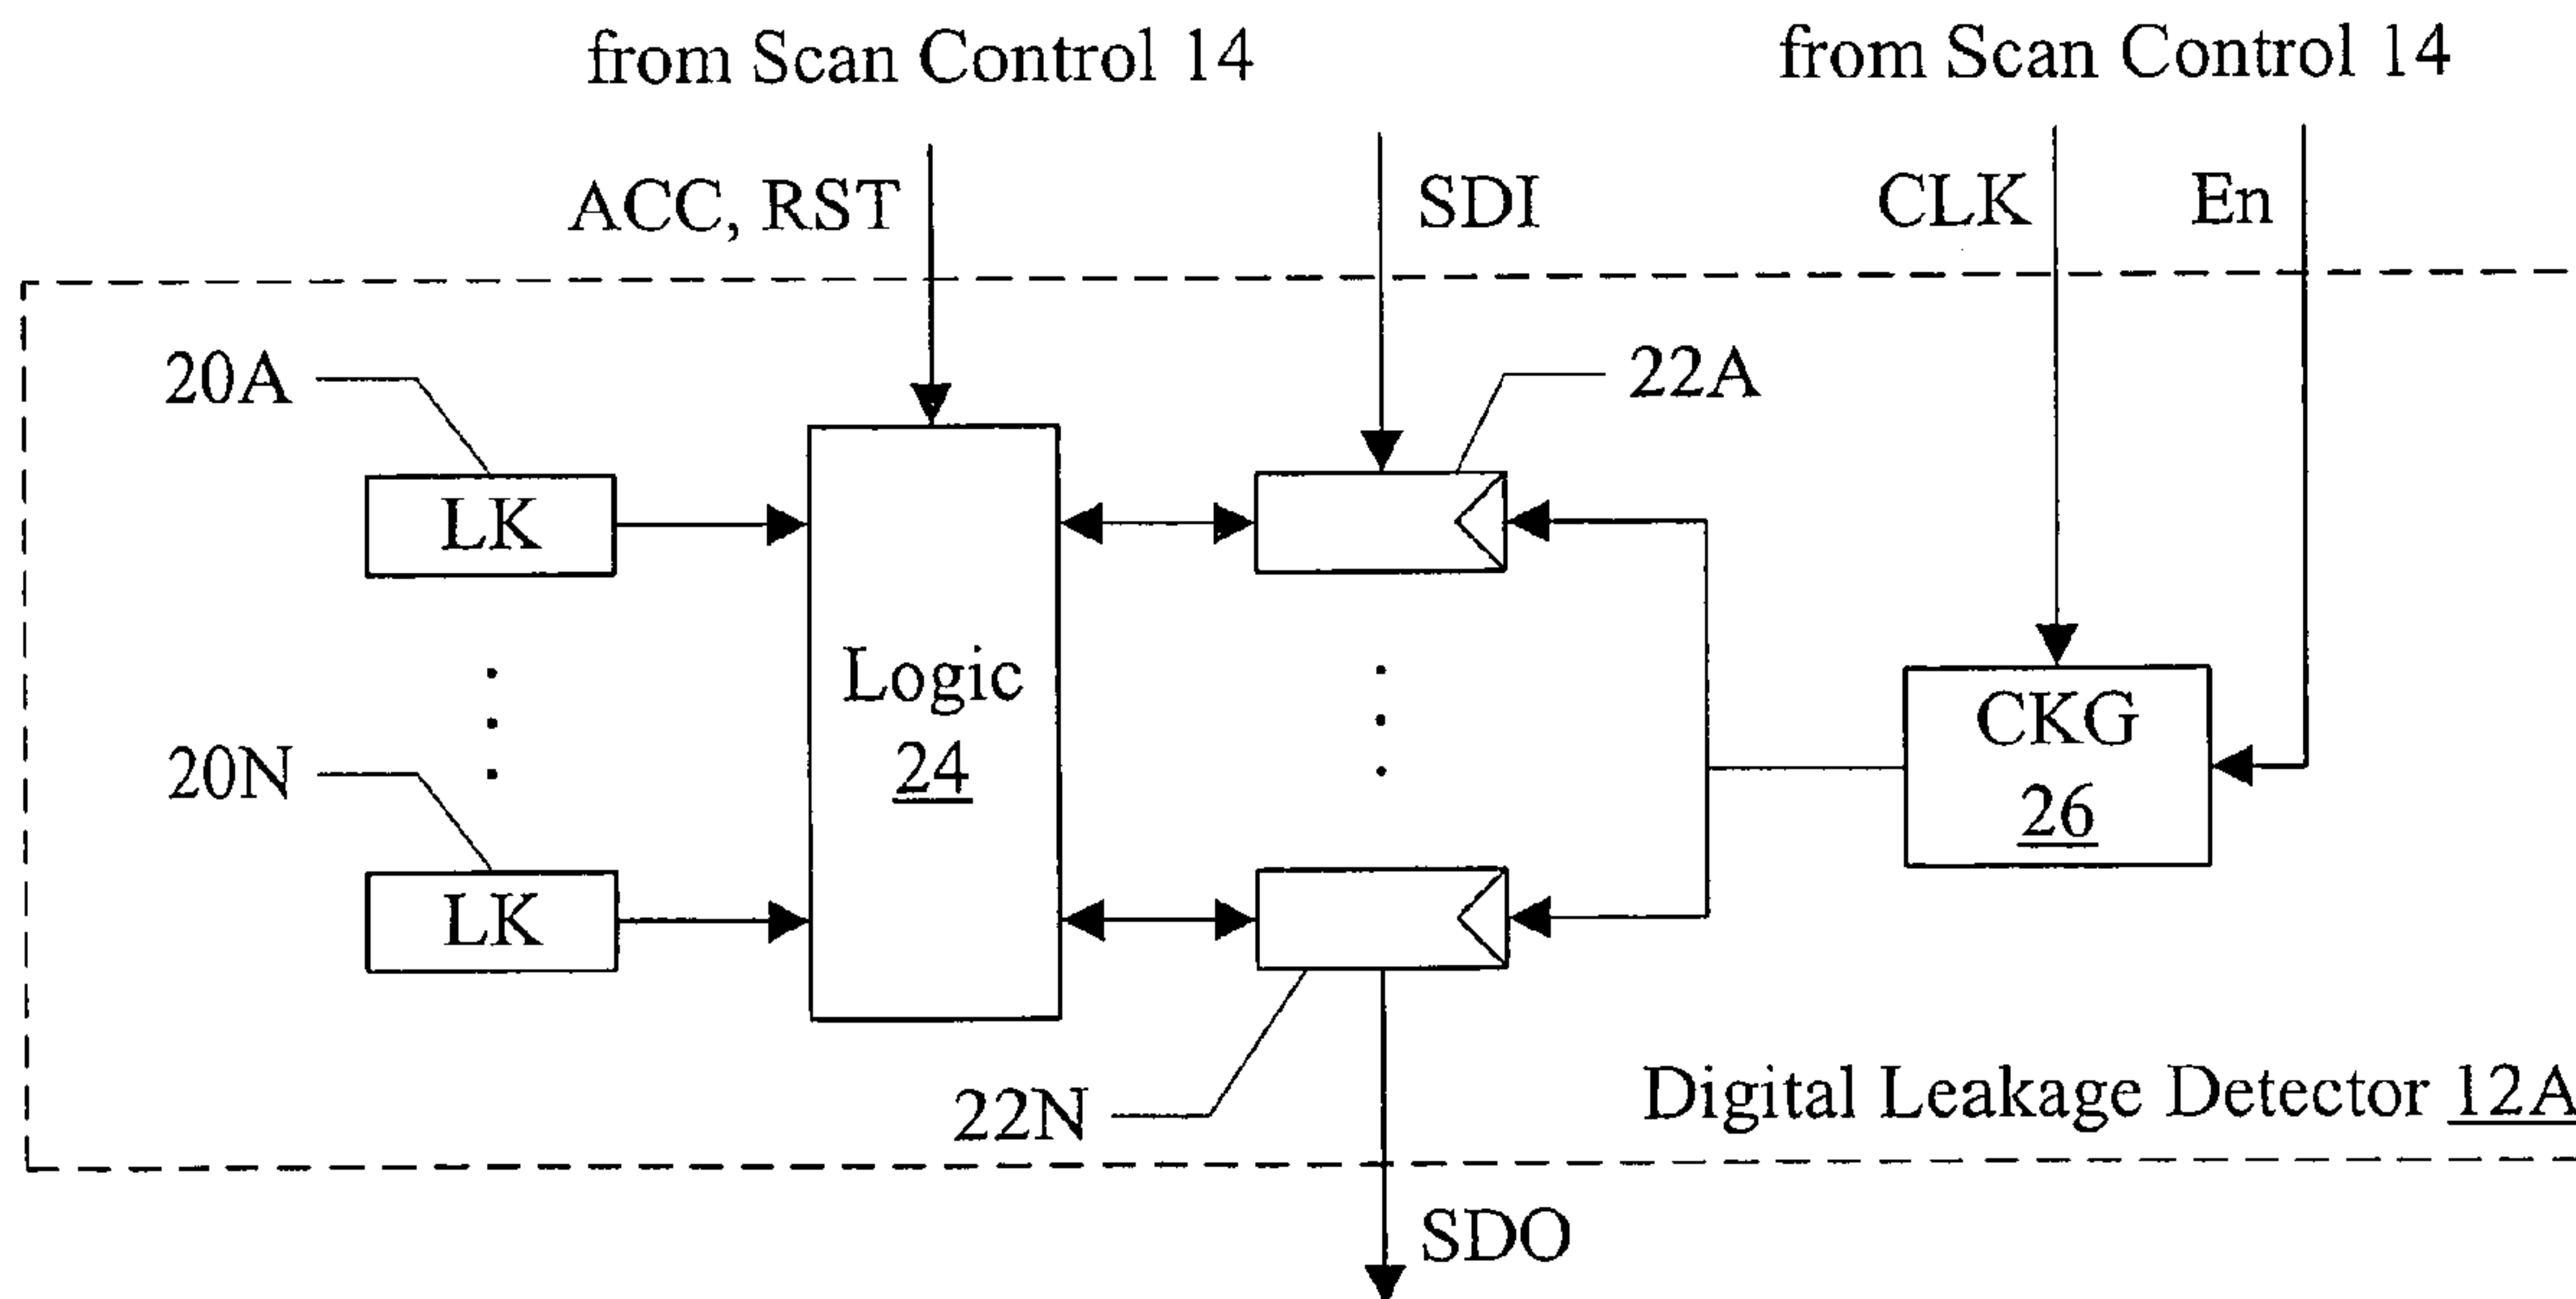 from Scan Control 14
from Scan Control 14
ACC, RST
SDI
CLK
En
20A
22A
LK
Logic
24
CKG
26
20N
LK
22N
Digital Leakage Detector 12A
SDO